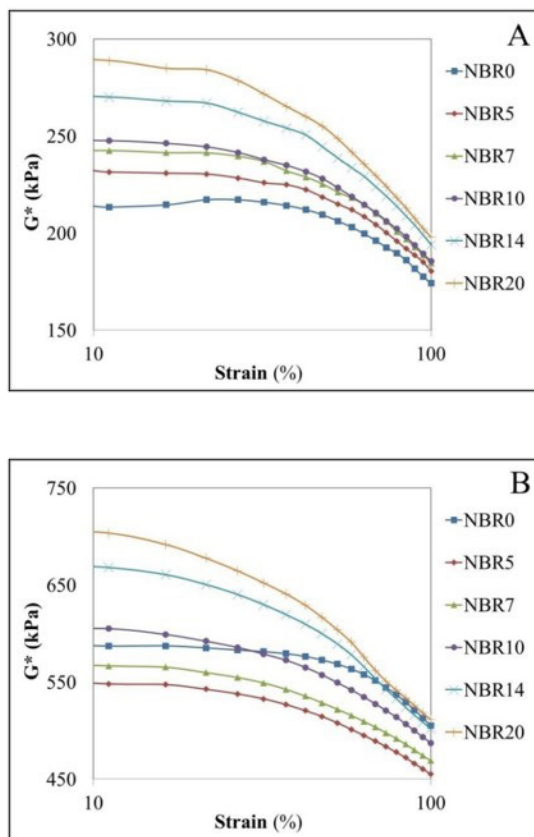 A
300
250
200
150
G* (kPa)
10
100
Strain (%)
NBR0
NBR5
NBR7
NBR10
NBR14
NBR20
B
750
650
550
450
G* (kPa)
10
100
Strain (%)
NBR0
NBR5
NBR7
NBR10
NBR14
NBR20